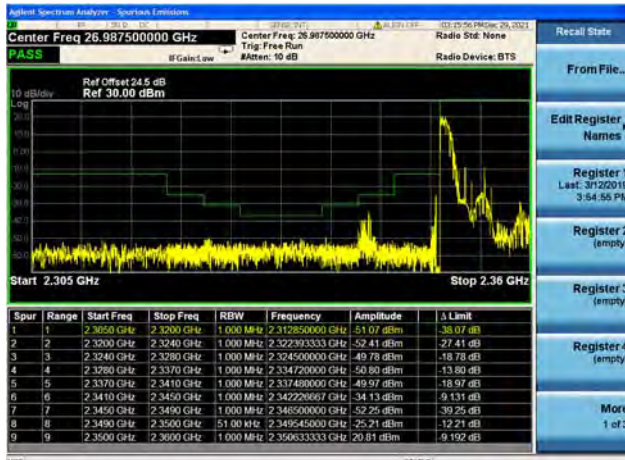 Agilent Spectrum Analyzer - Spurious Emissions
Center Freq 26.987500000 GHz
Center Freq: 26.987500000 GHz
Trig: Free Run
#Atten: 10 dB
IFGain:Low
ALIGN OFF
03:15:56 PM Dec 29, 2021
Radio Std: None
Radio Device: BTS
PASS
Ref Offset 24.5 dB
10 dB/div Ref 30.00 dBm
Log
Start 2.305 GHz Stop 2.36 GHz
Spur Range Start Freq Stop Freq RBW Frequency Amplitude Δ Limit
1 1 2.3050 GHz 2.3200 GHz 1.000 MHz 2.312850000 GHz -51.07 dBm -38.07 dB
2 2 2.3200 GHz 2.3240 GHz 1.000 MHz 2.322393333 GHz -52.41 dBm -27.41 dB
3 3 2.3240 GHz 2.3280 GHz 1.000 MHz 2.324500000 GHz -49.78 dBm -18.78 dB
4 4 2.3280 GHz 2.3370 GHz 1.000 MHz 2.334720000 GHz -50.80 dBm -13.80 dB
5 5 2.3370 GHz 2.3410 GHz 1.000 MHz 2.337480000 GHz -49.97 dBm -18.97 dB
6 6 2.3410 GHz 2.3450 GHz 1.000 MHz 2.342226667 GHz -34.13 dBm -9.131 dB
7 7 2.3450 GHz 2.3490 GHz 1.000 MHz 2.346500000 GHz -52.25 dBm -39.25 dB
8 8 2.3490 GHz 2.3500 GHz 51.00 kHz 2.349545000 GHz -25.21 dBm -12.21 dB
9 9 2.3500 GHz 2.3600 GHz 1.000 MHz 2.350633333 GHz 20.81 dBm -9.192 dB
Recall State
From File...
Edit Register
Names
Register 1
Last: 3/12/2019
3:54:55 PM
Register 2
(empty
Register 3
(empty
Register 4
(empty
More
1 of